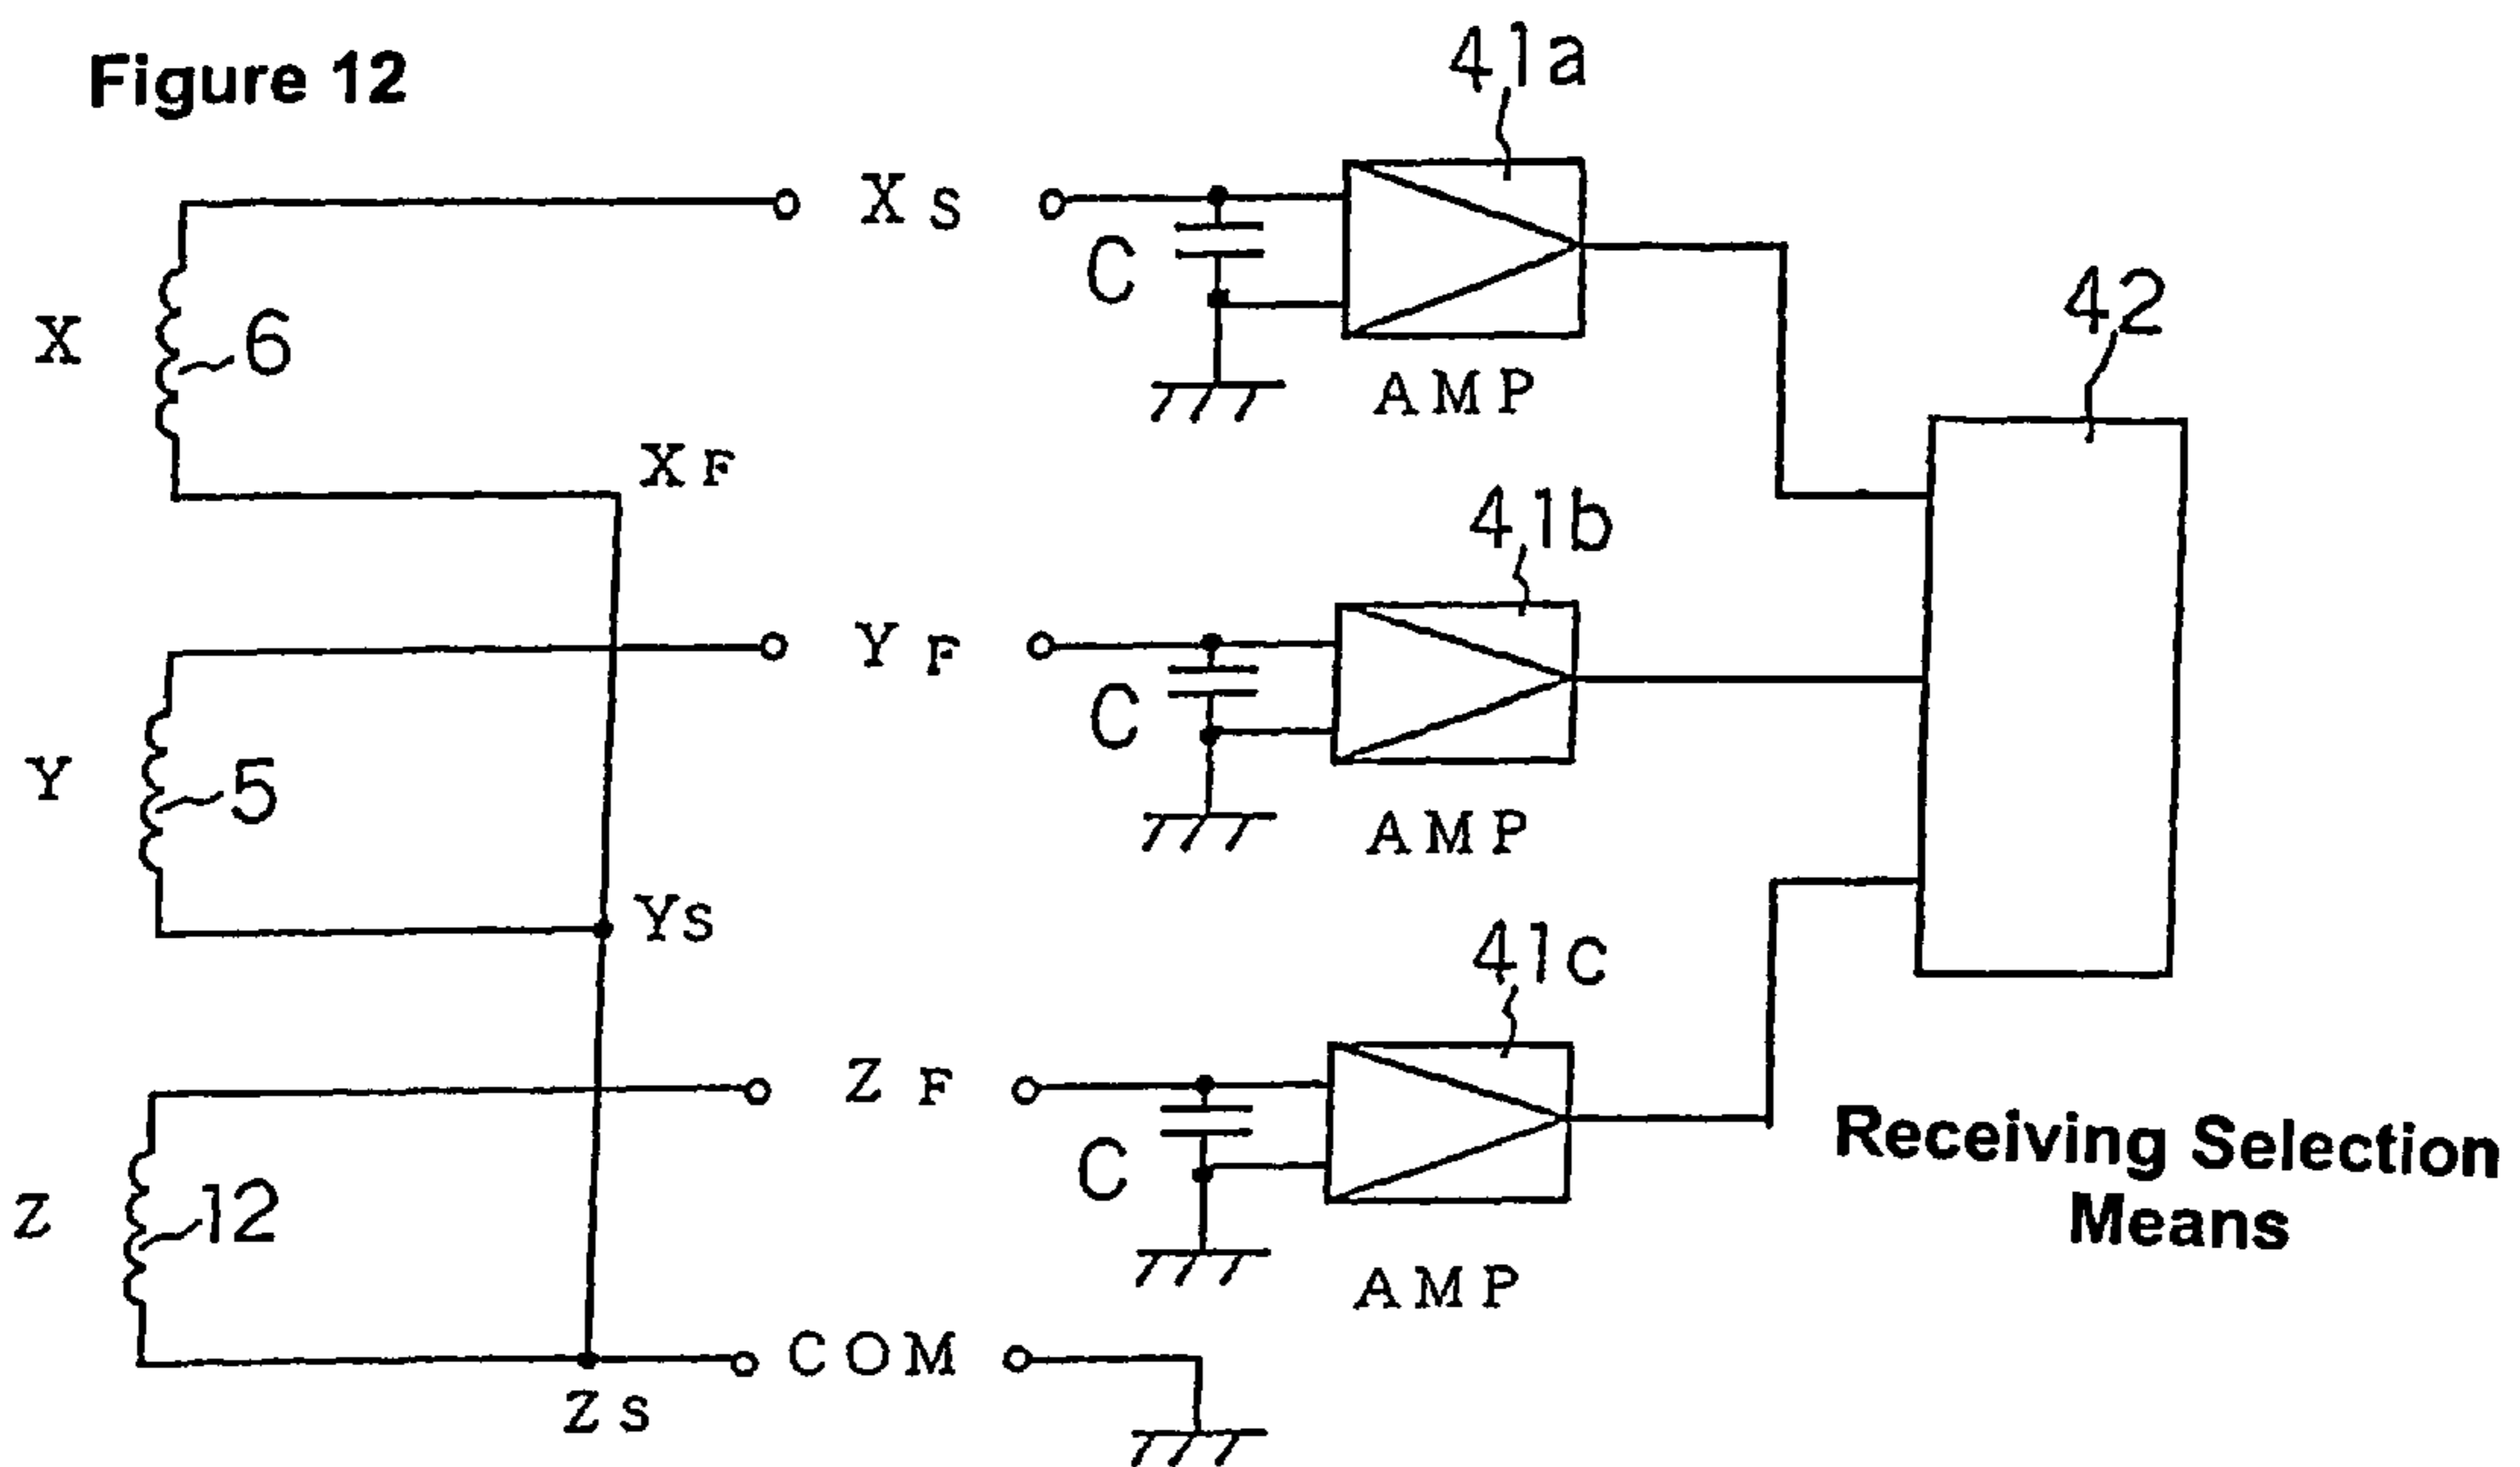 Figure 12
41a
XS
C
42
X
6
AMP
XF
41b
YF
C
Y
5
AMP
YS
41c
ZF
C
Receiving Selection
Means
Z
12
AMP
COM
ZS